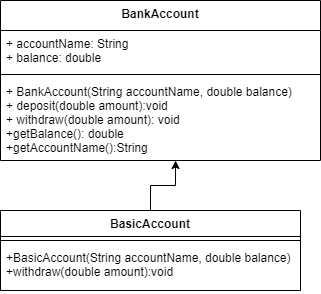 BankAccount
+ accountName: String
+ balance: double
+ BankAccount(String accountName, double balance)
+ deposit(double amount):void
+ withdraw(double amount): void
+getBalance(): double
+getAccountName():String
BasicAccount
+BasicAccount(String accountName, double balance)
+withdraw(double amount):void